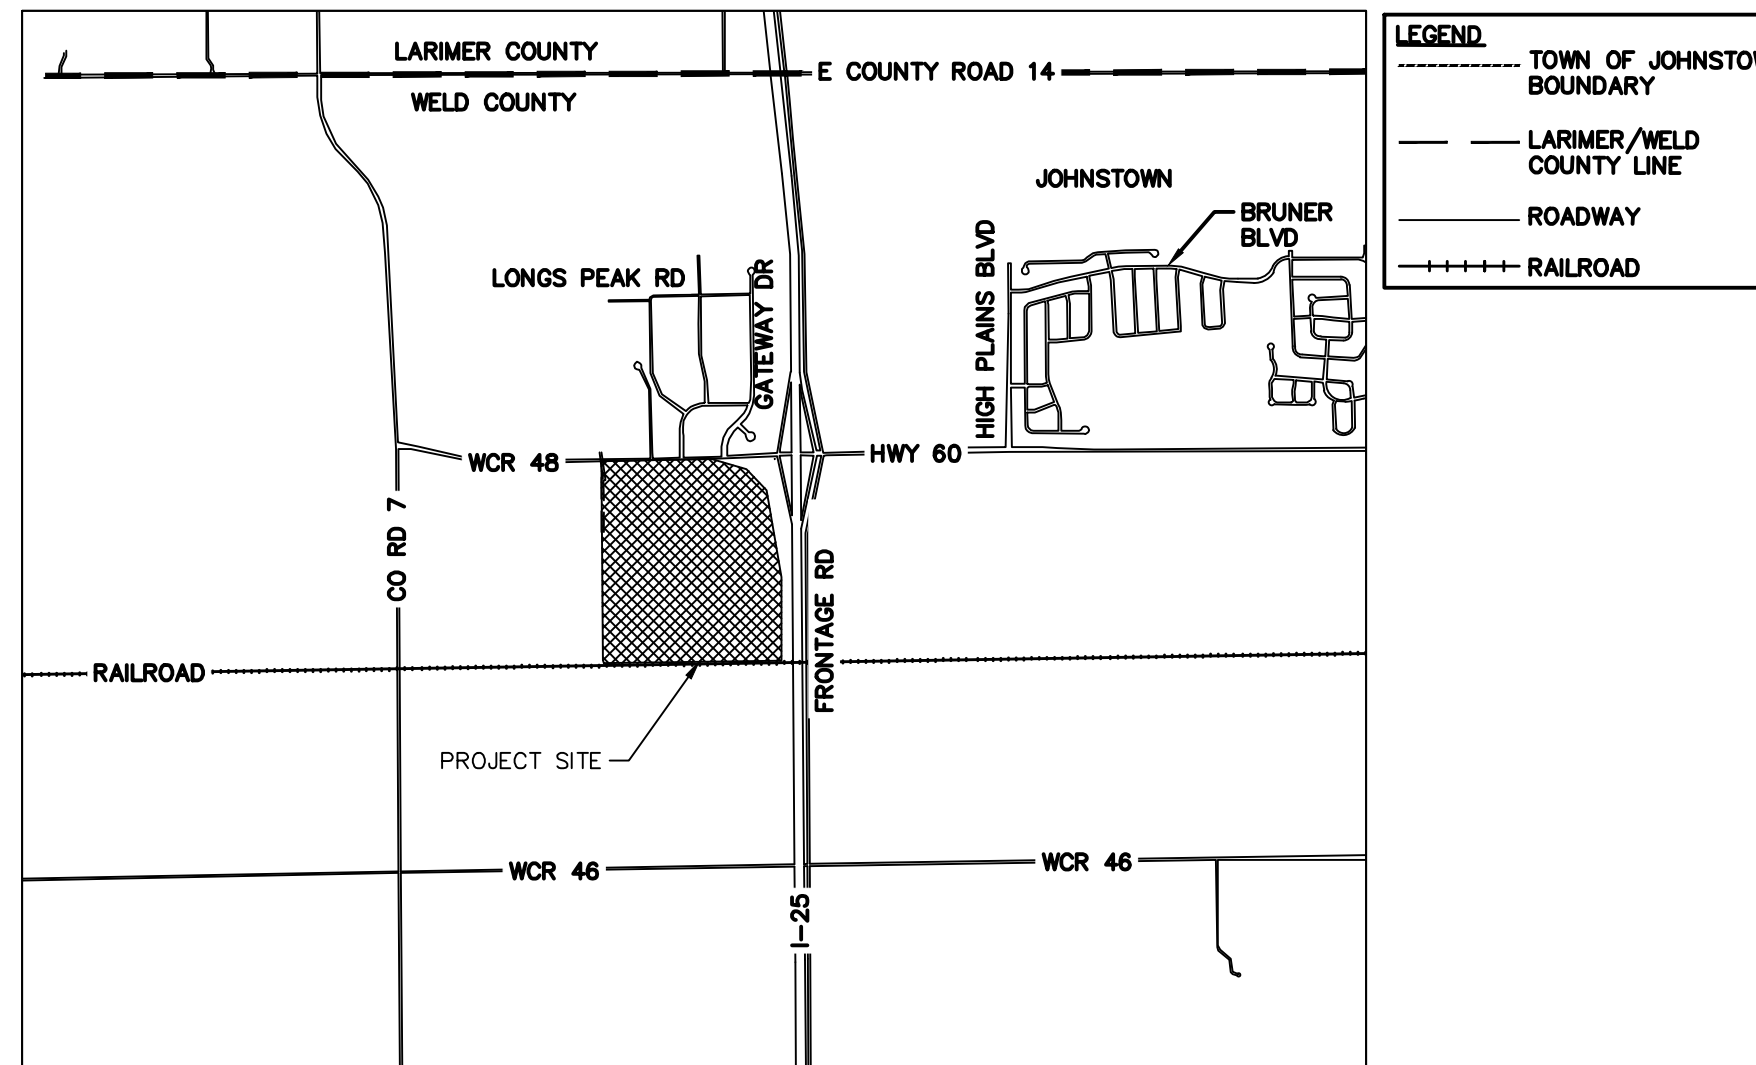 LARIMER COUNTY
E COUNTY ROAD 14
WELD COUNTY
JOHNSTOWN
BRUNER
BLVD
LONGS PEAK RD
GATEWAY DR
HIGH PLAINS BLVD
WCR 48
HWY 60
CO RD 7
FRONTAGE RD
RAILROAD
PROJECT SITE
WCR 46
WCR 46
I-25
LEGEND
TOWN OF JOHNSTOW
BOUNDARY
LARIMER/WELD
COUNTY LINE
ROADWAY
RAILROAD